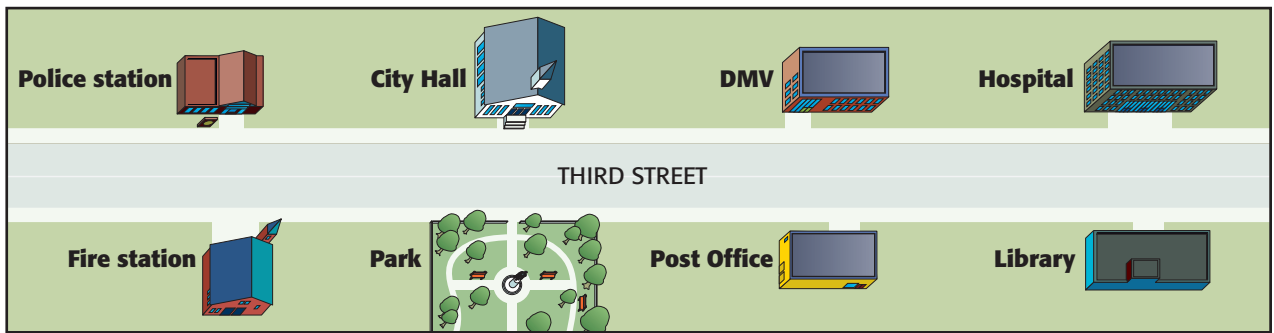 Police station
City Hall
DMV
Hospital
THIRD STREET
Fire station
Park
Post Office
Library